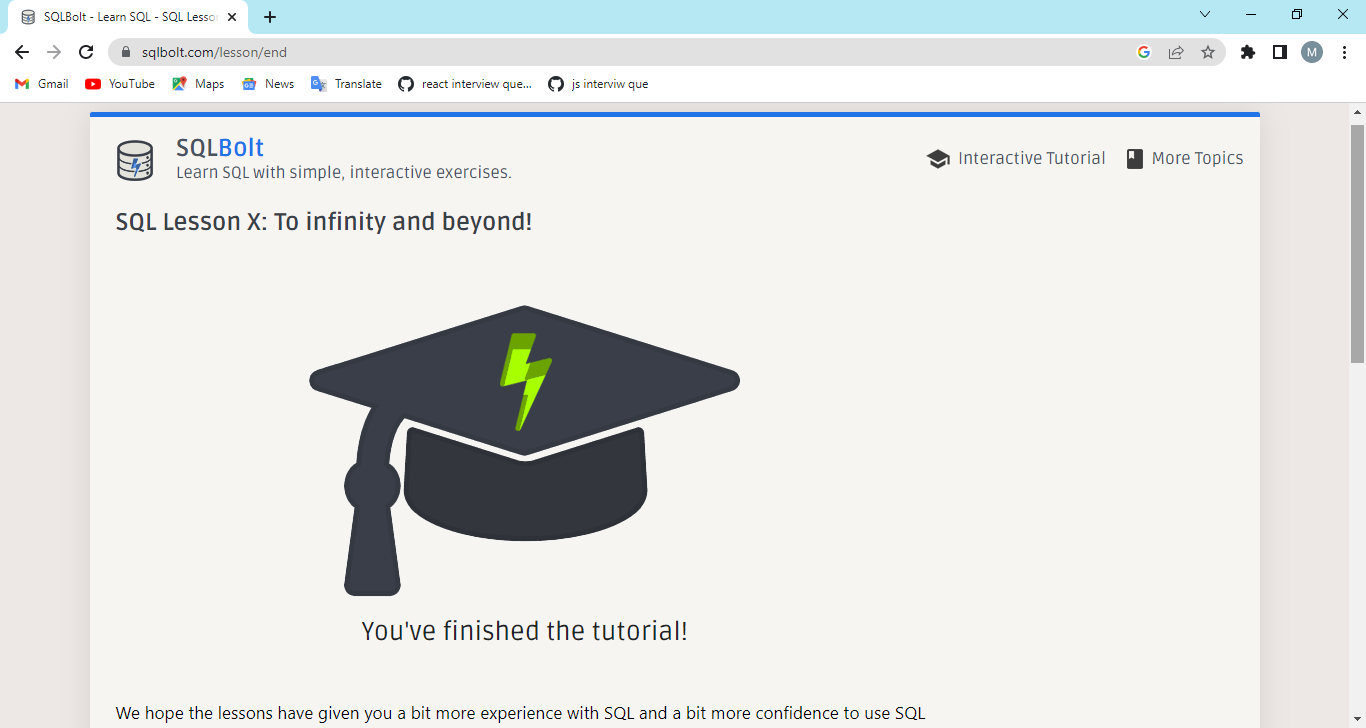 SQLBolt - Learn SQL - SQL Lesso
sqlbolt.com/lesson/end
M
Gmail
YouTube
Maps
News
Translate
react interview que...
js interviw que
SQLBolt
Learn SQL with simple, interactive exercises.
Interactive Tutorial
More Topics
SQL Lesson X: To infinity and beyond!
You've finished the tutorial!
We hope the lessons have given you a bit more experience with SQL and a bit more confidence to use SQL